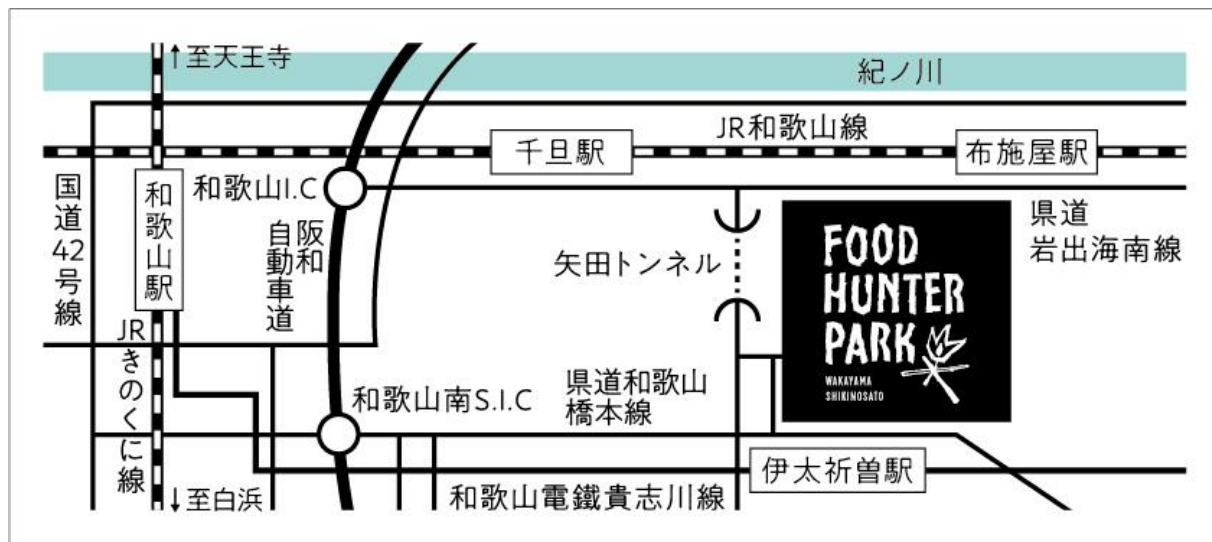 ↑至天王寺
紀ノ川
JR和歌山線
千旦駅
布施屋駅
国道42号線
和歌山駅
和歌山I.C
阪和
自動車道
矢田トンネル
県道
岩出海南線
FOOD
HUNTER
PARK
WAKAYAMA
SHIKINOSATO
JRきのくに線
和歌山南S.I.C
県道和歌山
橋本線
伊太祈曽駅
↓至白浜
和歌山電鐵貴志川線